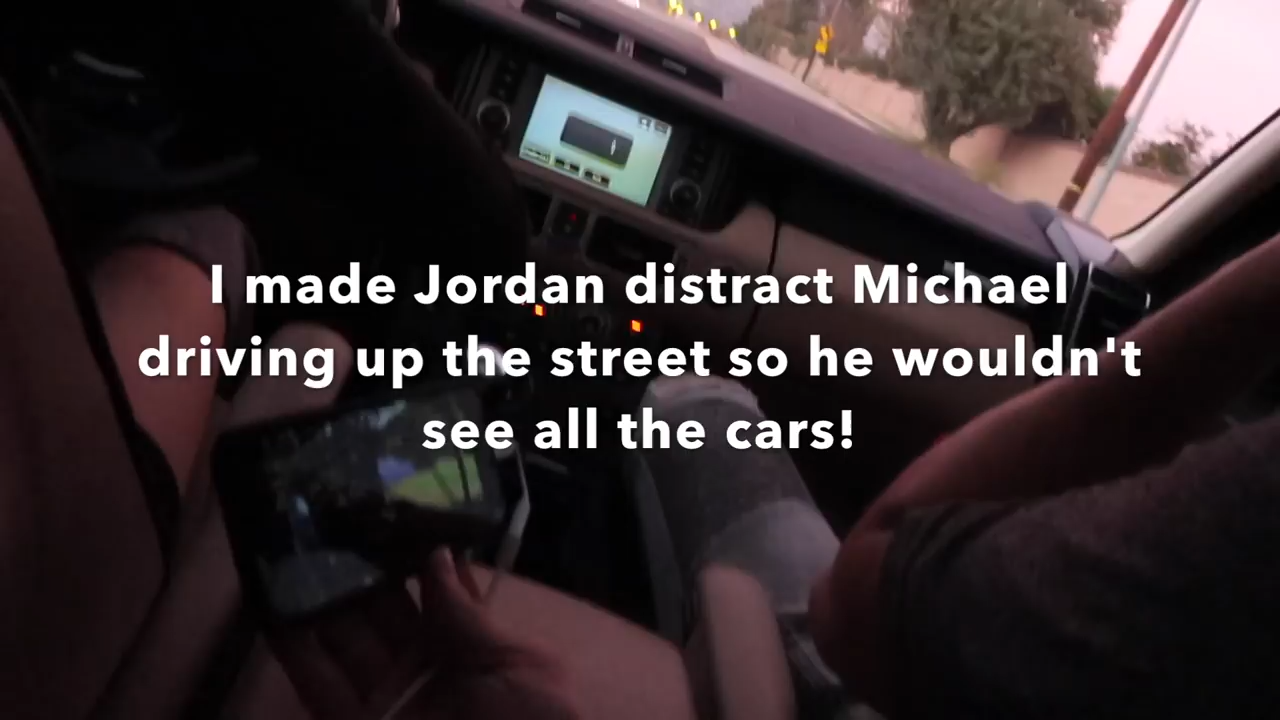 I made Jordan distract Michael
driving up the street so he wouldn't
see all the cars!